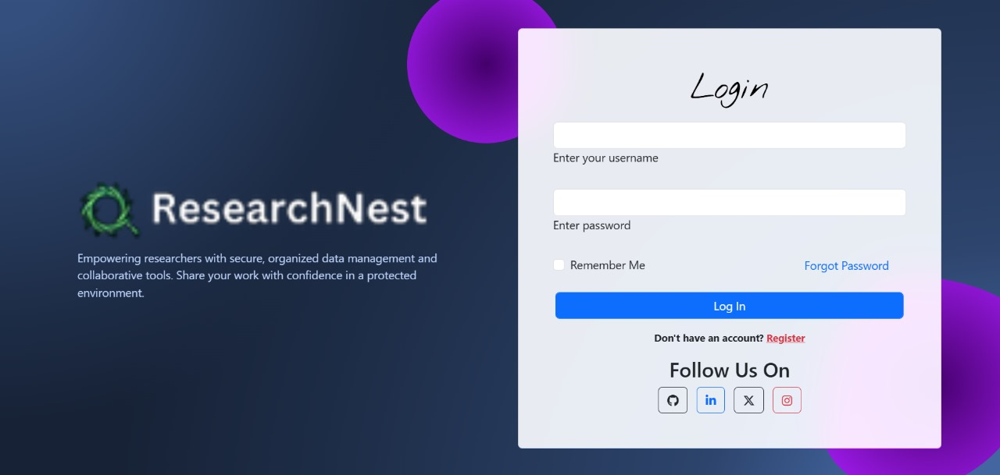 ResearchNest
Empowering researchers with secure, organized data management and
collaborative tools. Share your work with confidence in a protected
environment.
Login
Enter your username
Enter password
Remember Me
Forgot Password
Log In
Don't have an account? Register
Follow Us On